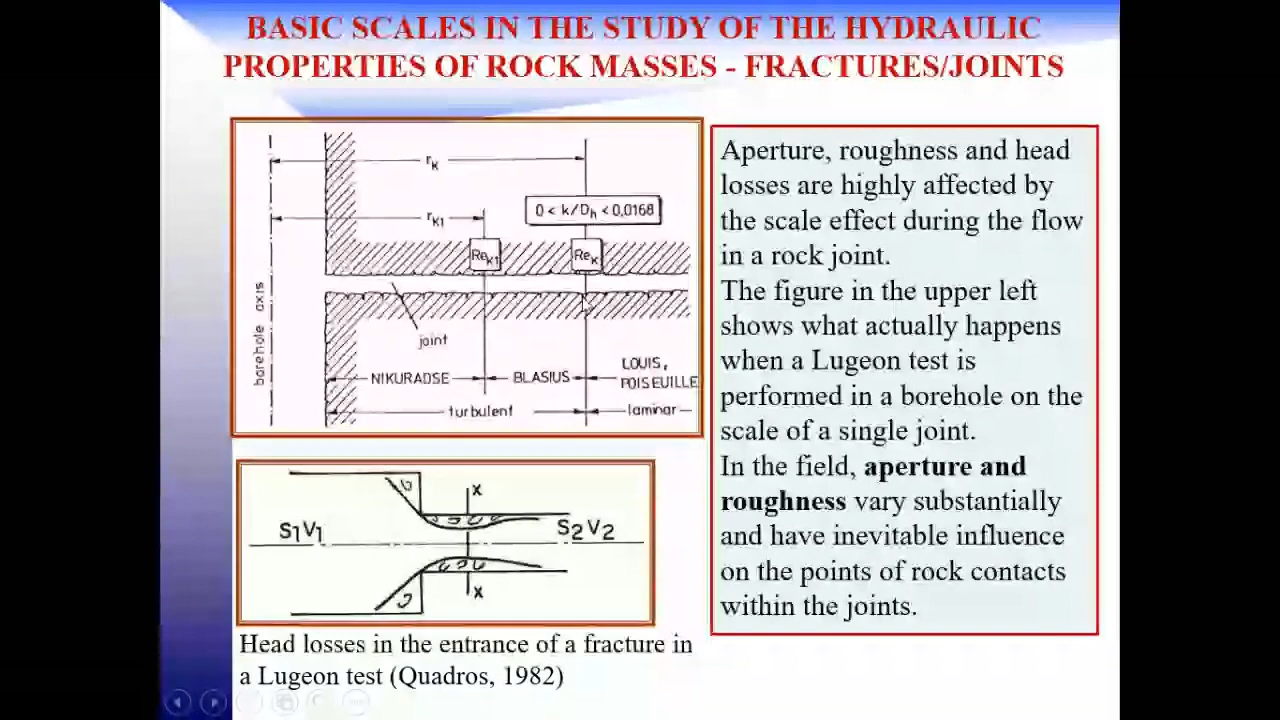 BASIC SCALES IN THE STUDY OF THE HYDRAULIC
PROPERTIES OF ROCK MASSES - FRACTURES/JOINTS
rK
rK1
0 < k/Dh < 0,0168
ReK1
ReK
borehole axis
joint
NIKURADSE
BLASIUS
LOUIS,
POISEUILLE
turbulent
laminar
Aperture, roughness and head
losses are highly affected by
the scale effect during the flow
in a rock joint.
The figure in the upper left
shows what actually happens
when a Lugeon test is
performed in a borehole on the
scale of a single joint.
In the field, aperture and
roughness vary substantially
and have inevitable influence
on the points of rock contacts
within the joints.
x
S1V1
S2V2
x
Head losses in the entrance of a fracture in
a Lugeon test (Quadros, 1982)